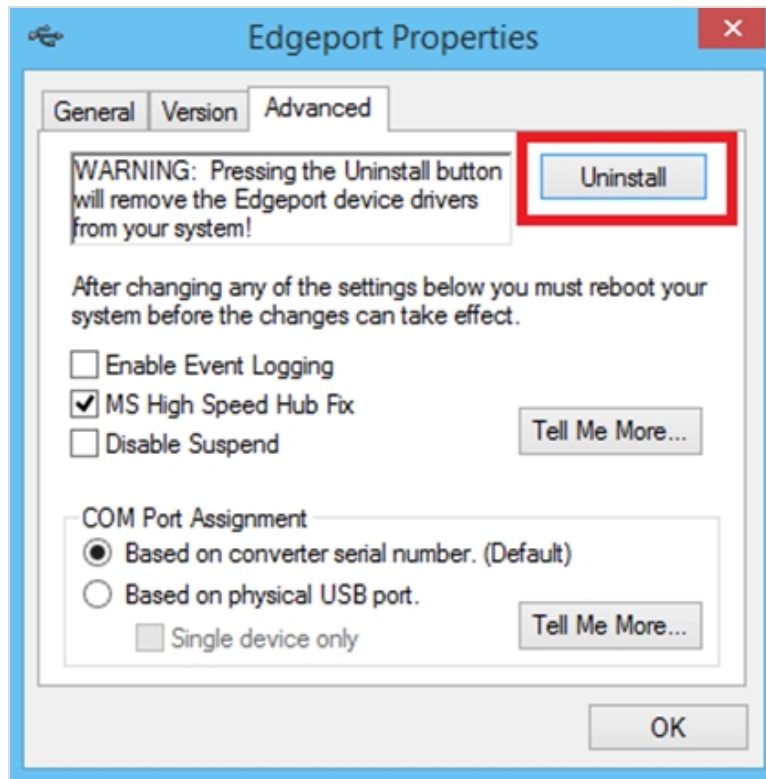 Edgeport Properties
General Version Advanced
WARNING: Pressing the Uninstall button
will remove the Edgeport device drivers
from your system!
Uninstall
After changing any of the settings below you must reboot your
system before the changes can take effect.
Enable Event Logging
MS High Speed Hub Fix
Disable Suspend
Tell Me More...
COM Port Assignment
Based on converter serial number. (Default)
Based on physical USB port.
Single device only
Tell Me More...
OK